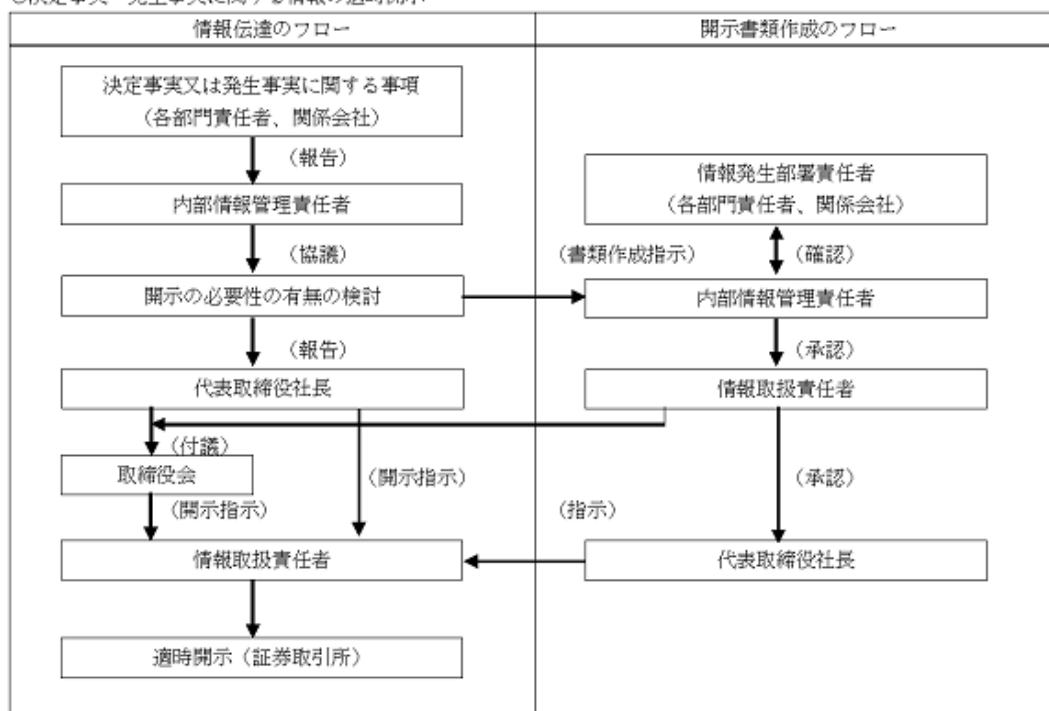 情報伝達のフロー
開示書類作成のフロー
決定事実又は発生事実に関する事項
（各部門責任者、関係会社）
（報告）
内部情報管理責任者
（協議）
開示の必要性の有無の検討
（報告）
代表取締役社長
（付議）
取締役会
（開示指示）
（開示指示）
情報取扱責任者
適時開示（証券取引所）
情報発生部署責任者
（各部門責任者、関係会社）
（書類作成指示）
（確認）
内部情報管理責任者
（承認）
情報取扱責任者
（承認）
（指示）
代表取締役社長